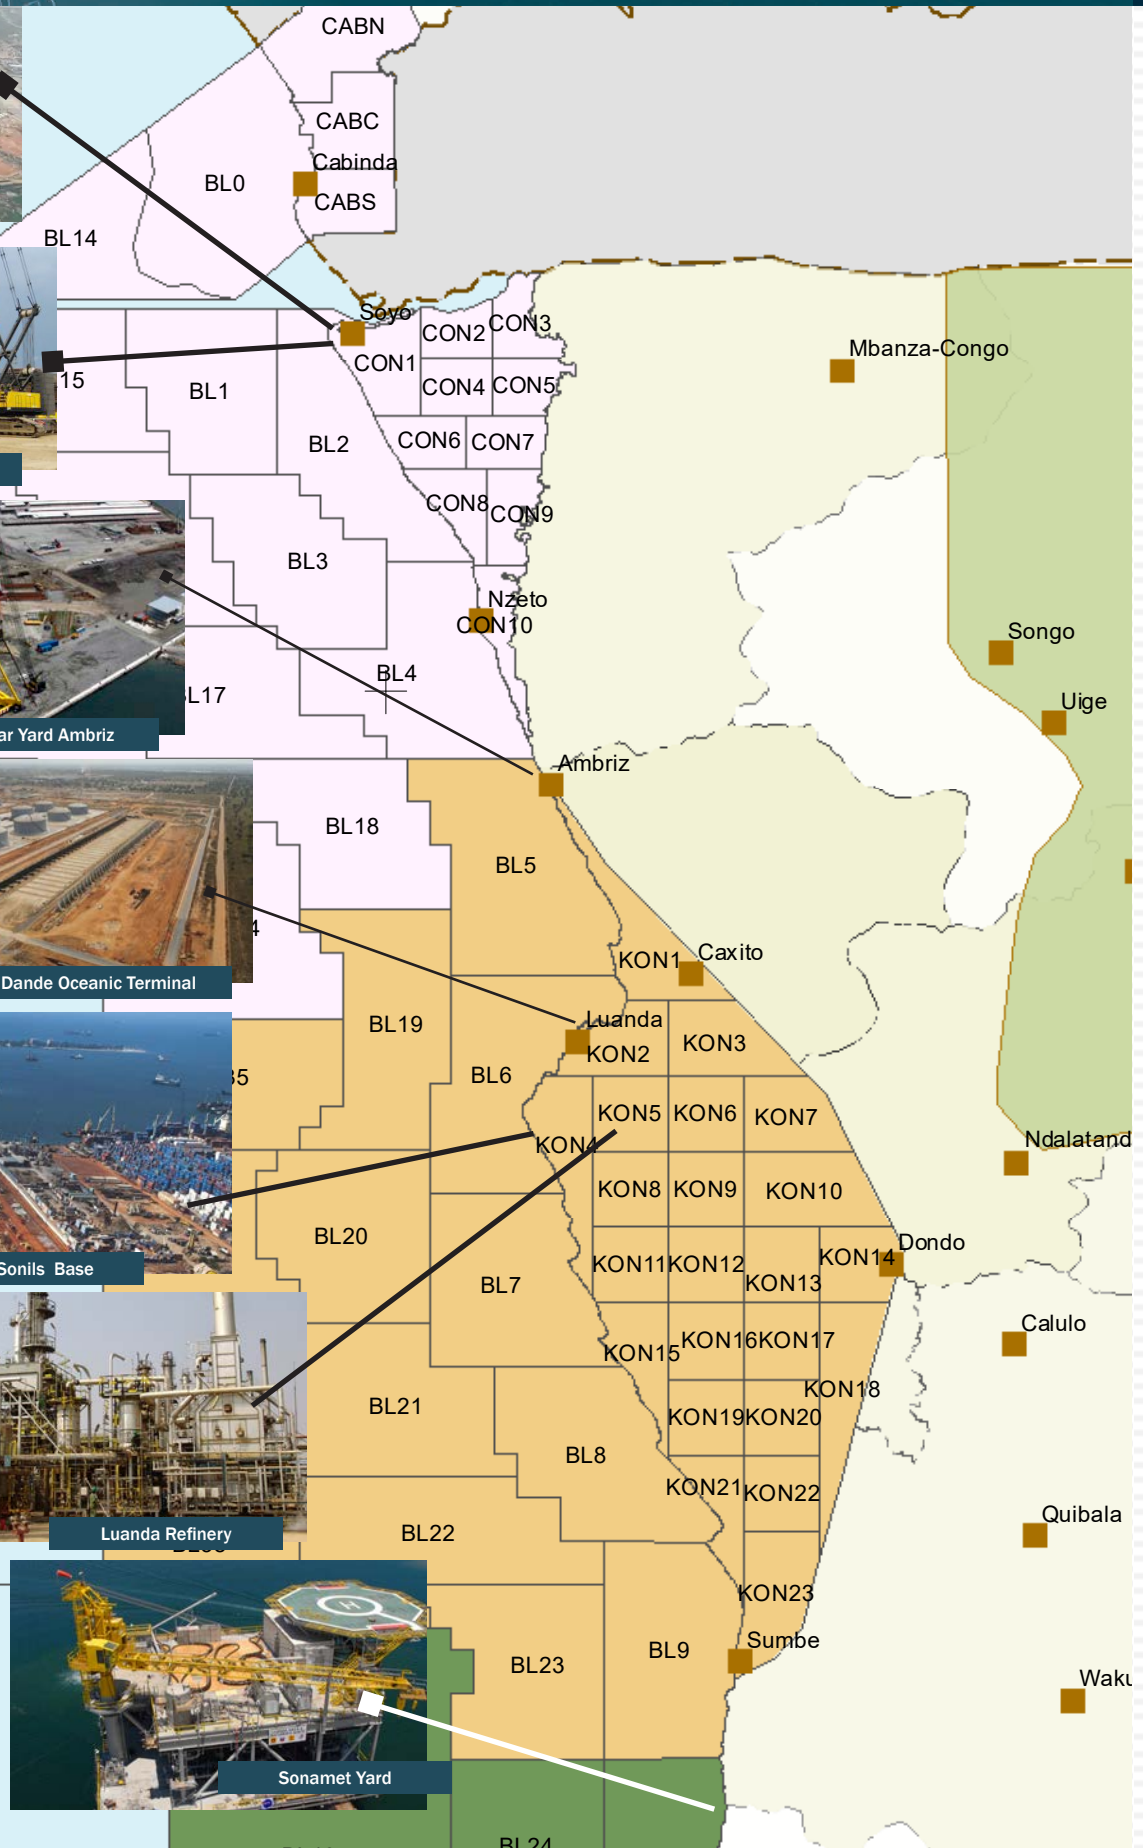 CABN
CABC
Cabinda
BL0
CABS
BL14
Soyo
CON2
CON3
CON1
15
BL1
CON4
CON5
Mbanza-Congo
BL2
CON6
CON7
CON8
CON9
BL3
Nzeto
CON10
Songo
BL4
L17
Uige
ar Yard Ambriz
Ambriz
BL18
BL5
4
KON1
Caxito
Dande Oceanic Terminal
BL19
Luanda
KON2
KON3
BL6
35
KON5
KON6
KON7
KON4
Ndalatand
KON8
KON9
KON10
BL20
Dondo
Sonils Base
KON11
KON12
KON13
KON14
BL7
Calulo
KON15
KON16
KON17
KON18
BL21
KON19
KON20
BL8
KON21
KON22
Quibala
Luanda Refinery
BL22
KON23
Sumbe
BL23
BL9
Waku
H
Sonamet Yard
BL24